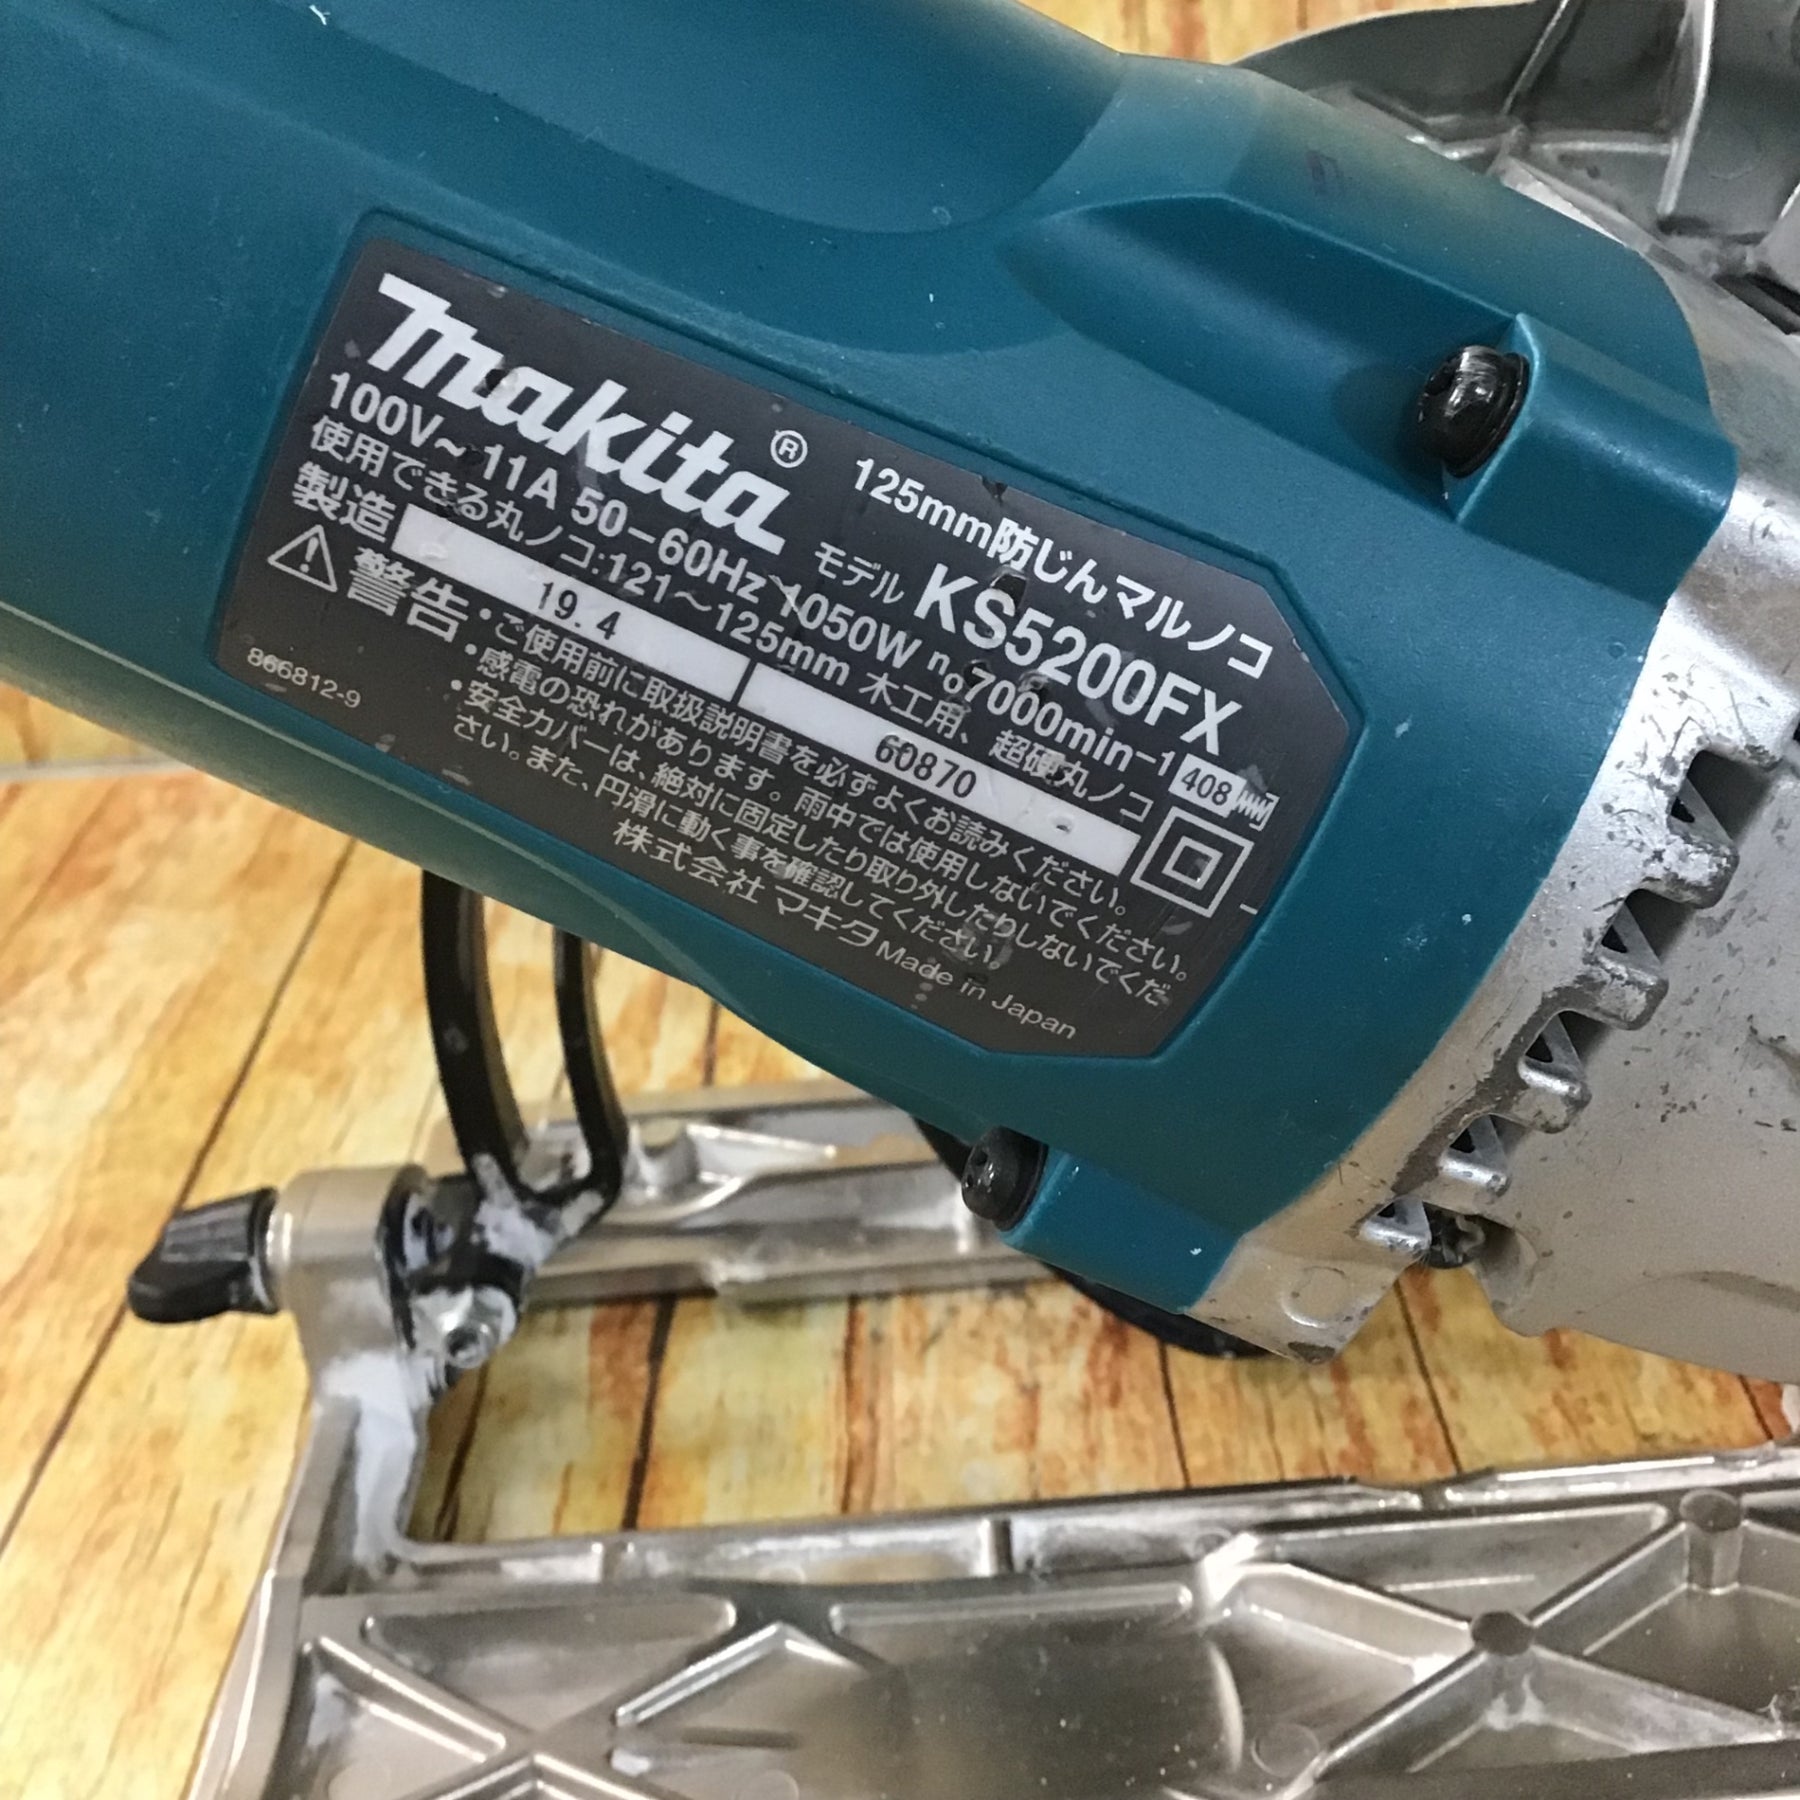 makita® 125mm防じんマルノコ
モデル KS5200FX
100V～11A 50－60Hz 1050W n₀7000min-1 408
使用できる丸ノコ:121～125mm 木工用、超硬丸ノコ
製造 19.4 60870
⚠警告 ・ご使用前に取扱説明書を必ずよくお読みください。
・感電の恐れがあります。雨中では使用しないでください。
・安全カバーは、絶対に固定したり取り外したりしないでくだ
さい。また、円滑に動く事を確認してください。
866812-9 株式会社マキタ Made in Japan